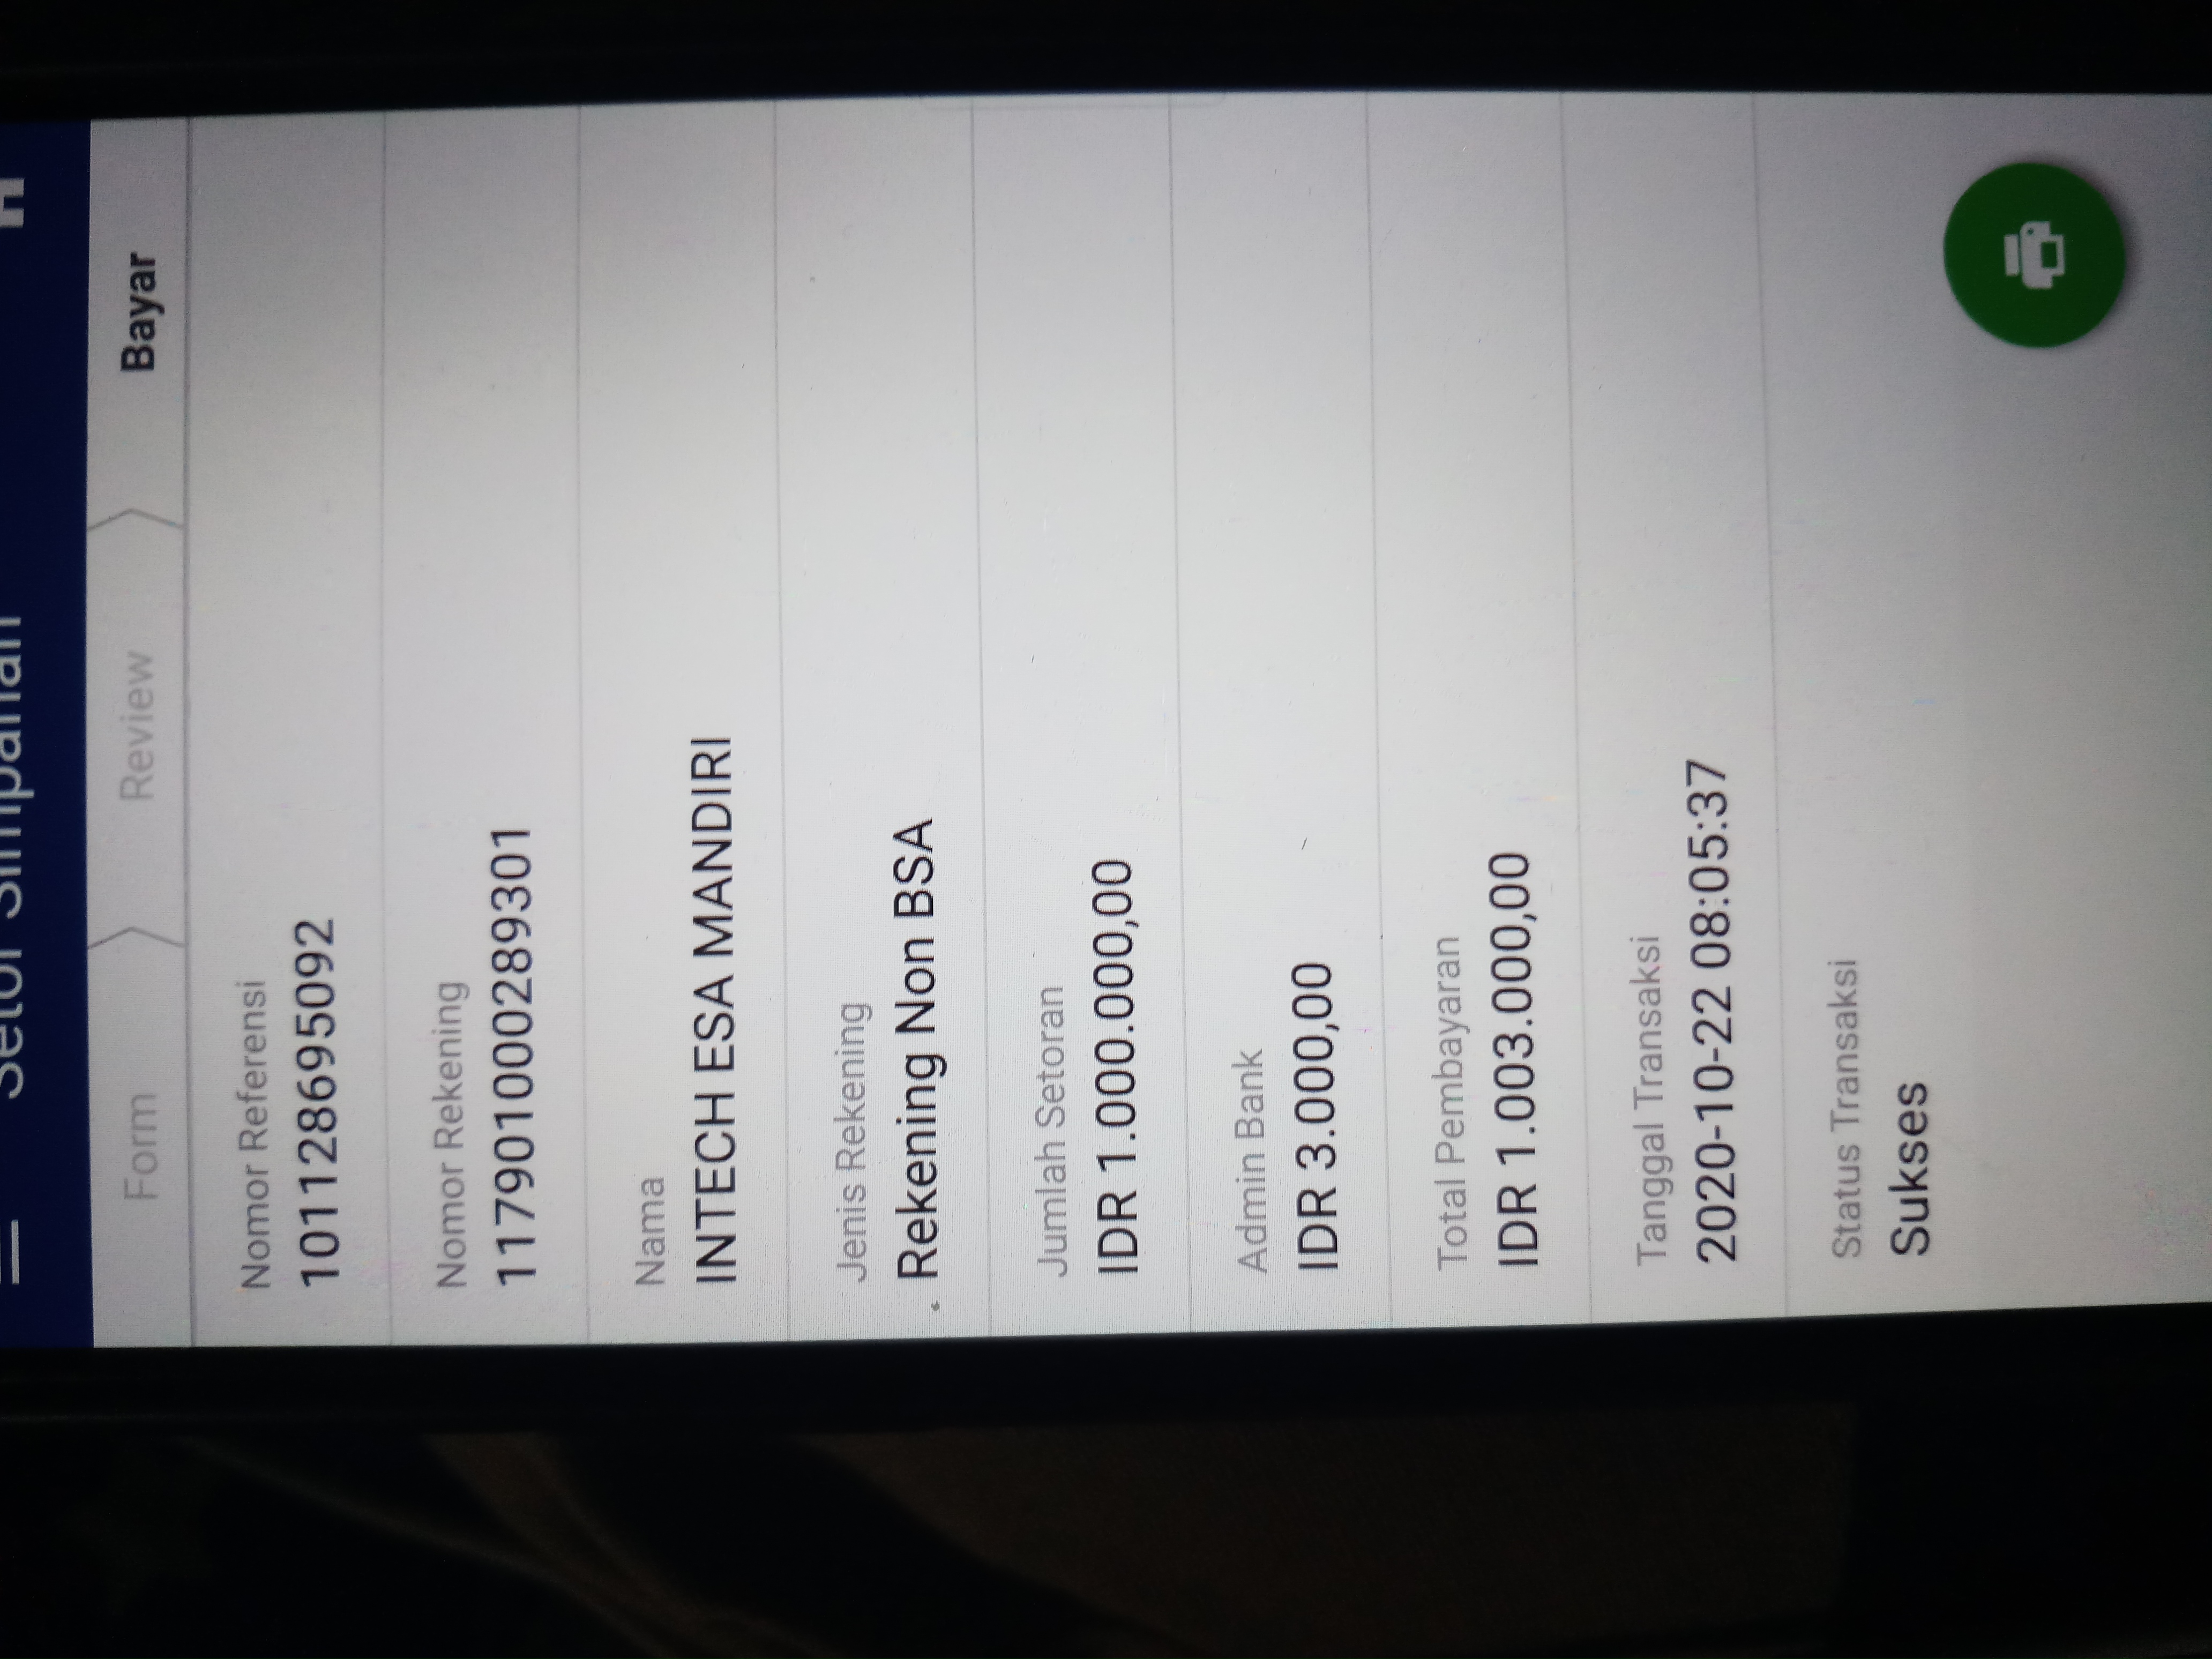 Setor Simpanan
Form
Review
Bayar
Nomor Referensi
101128695092
Nomor Rekening
117901000289301
Nama
INTECH ESA MANDIRI
Jenis Rekening
Rekening Non BSA
Jumlah Setoran
IDR 1.000.000,00
Admin Bank
IDR 3.000,00
Total Pembayaran
IDR 1.003.000,00
Tanggal Transaksi
2020-10-22 08:05:37
Status Transaksi
Sukses